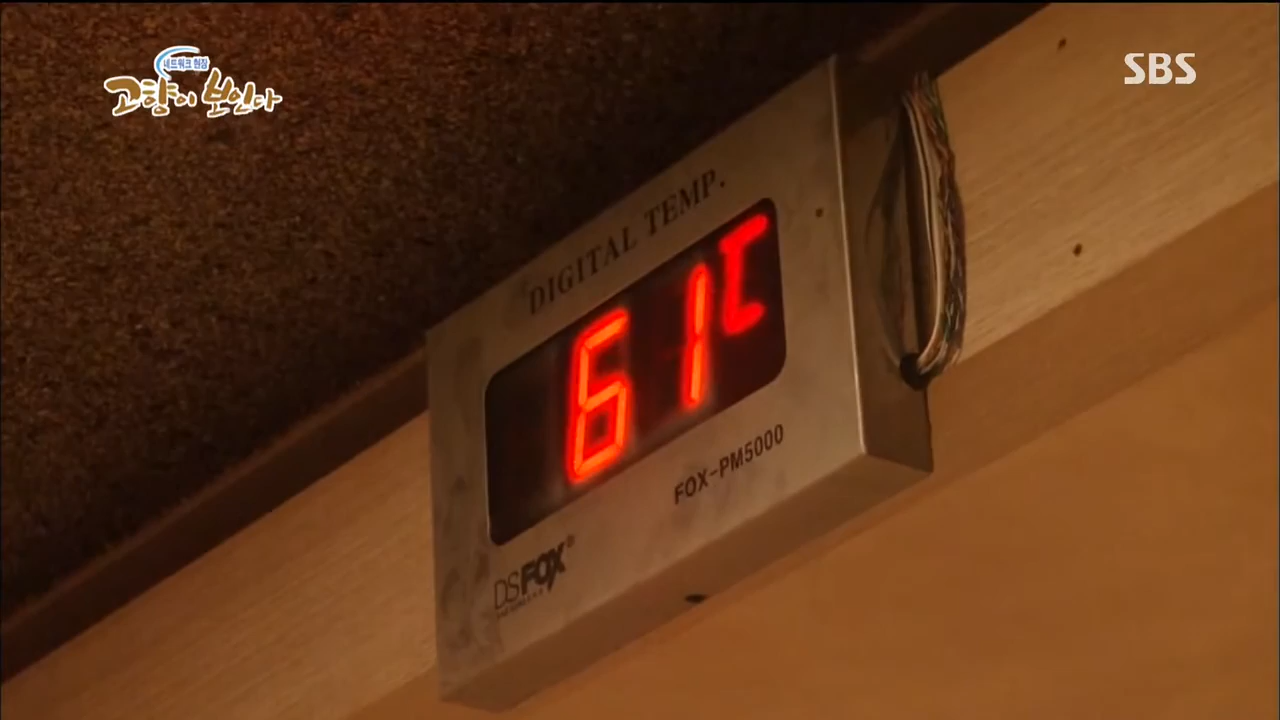 네트워크 현장
고향이 보인다
SBS
DIGITAL TEMP.
61℃
FOX-PM5000
DSFOX®